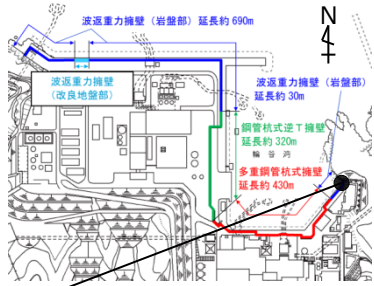 波返重力擁壁（岩盤部）延長約690m
N
波返重力擁壁
（改良地盤部）
波返重力擁壁（岩盤部）
延長約30m
鋼管杭式逆T擁壁
延長約320m
輪谷湾
多重鋼管杭式擁壁
延長約430m